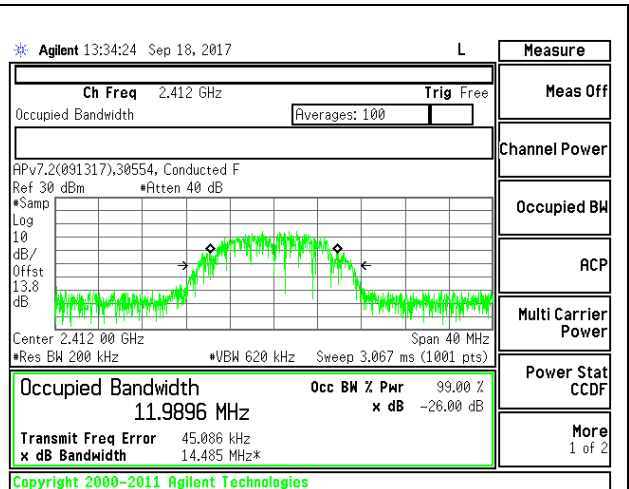 Agilent 13:34:24 Sep 18, 2017 L
Measure
Ch Freq 2.412 GHz Trig Free
Occupied Bandwidth Averages: 100
APv7.2(091317),30554, Conducted F
Ref 30 dBm #Atten 40 dB
#Samp
Log
10
dB/
Offst
13.8
dB
Center 2.412 00 GHz Span 40 MHz
#Res BW 200 kHz #VBW 620 kHz Sweep 3.067 ms (1001 pts)
Occupied Bandwidth Occ BW % Pwr 99.00 %
11.9896 MHz x dB -26.00 dB
Transmit Freq Error 45.086 kHz
x dB Bandwidth 14.485 MHz*
Copyright 2000-2011 Agilent Technologies
Meas Off
Channel Power
Occupied BW
ACP
Multi Carrier
Power
Power Stat
CCDF
More
1 of 2